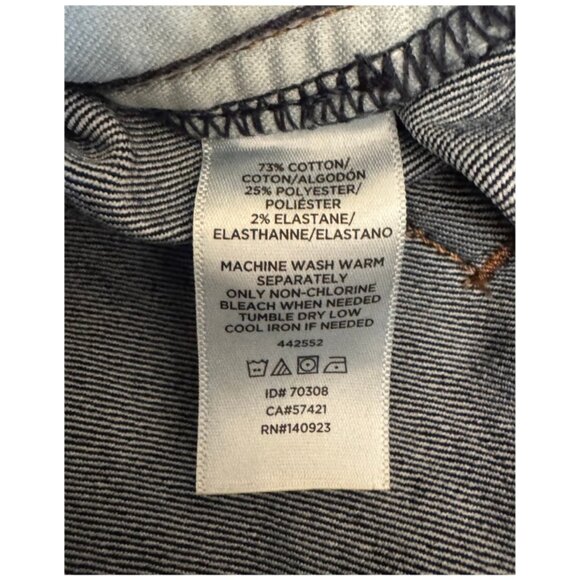 73% COTTON/
COTON/ALGODÓN
25% POLYESTER/
POLIÉSTER
2% ELASTANE/
ELASTHANNE/ELASTANO
MACHINE WASH WARM
SEPARATELY
ONLY NON-CHLORINE
BLEACH WHEN NEEDED
TUMBLE DRY LOW
COOL IRON IF NEEDED
442552
ID# 70308
CA#57421
RN#140923